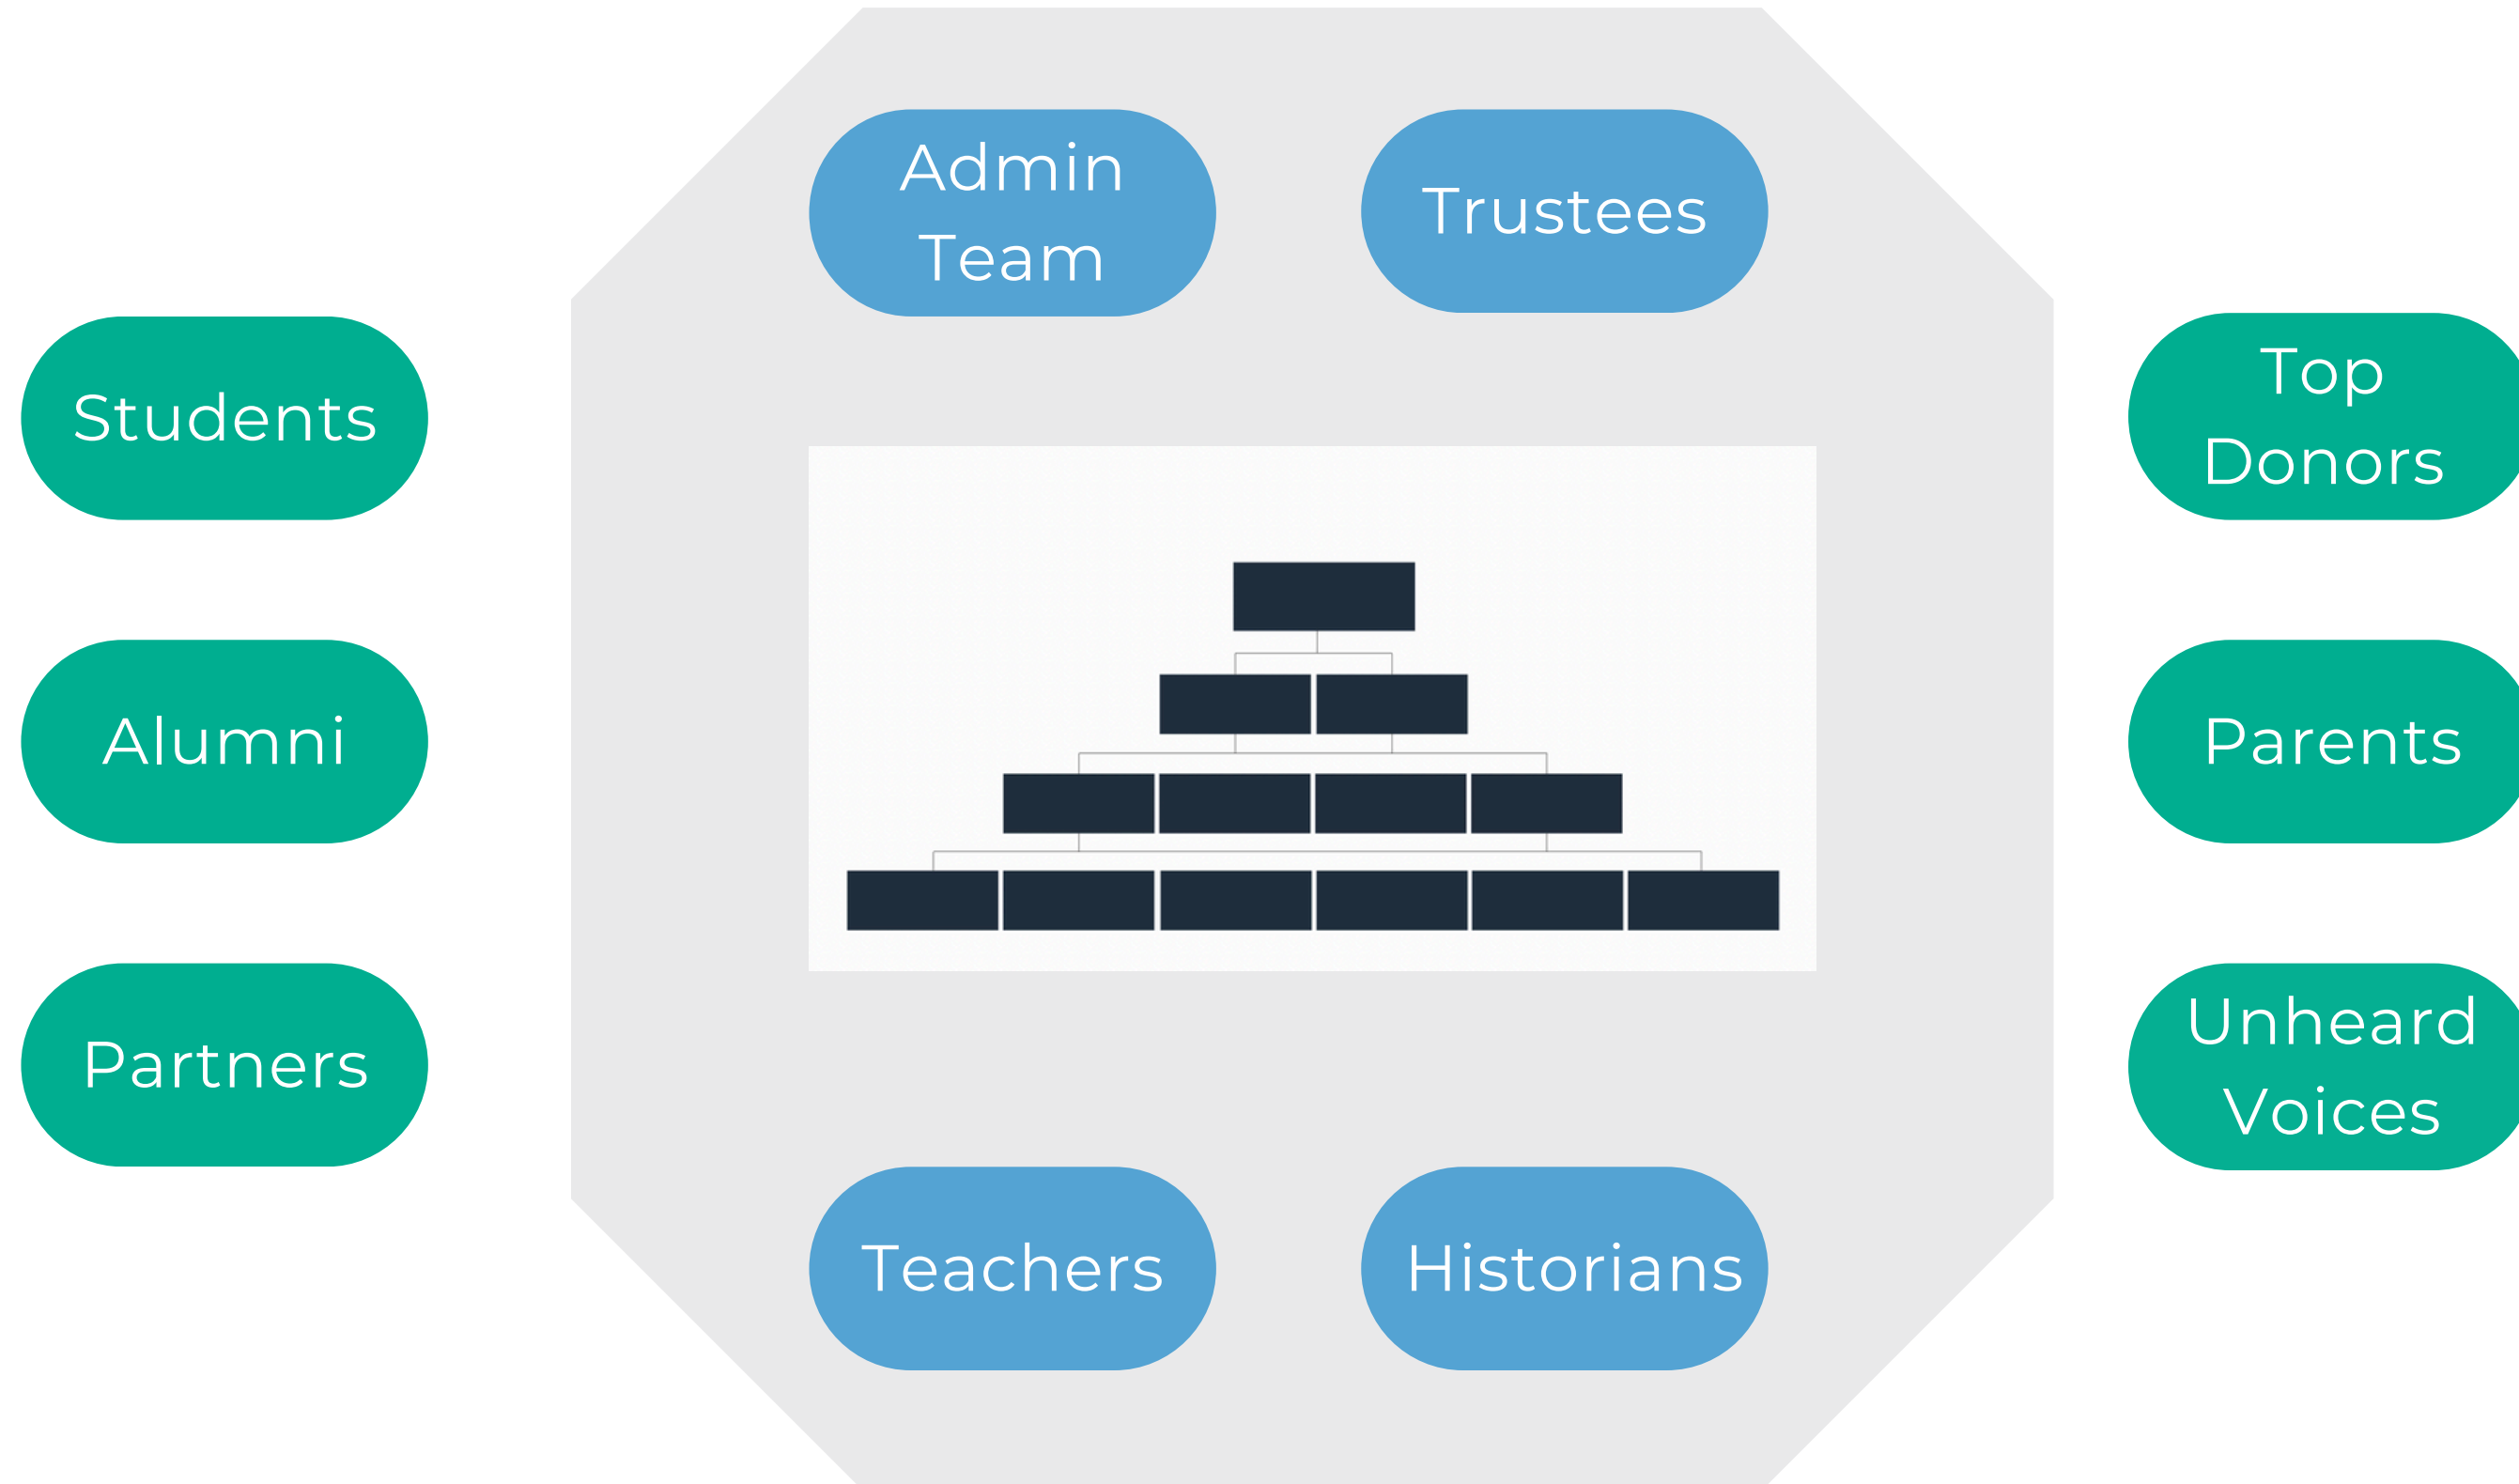 Admin
Team
Trustees
Students
Top
Donors
Alumni
Parents
Partners
Unheard
Voices
Teachers
Historians